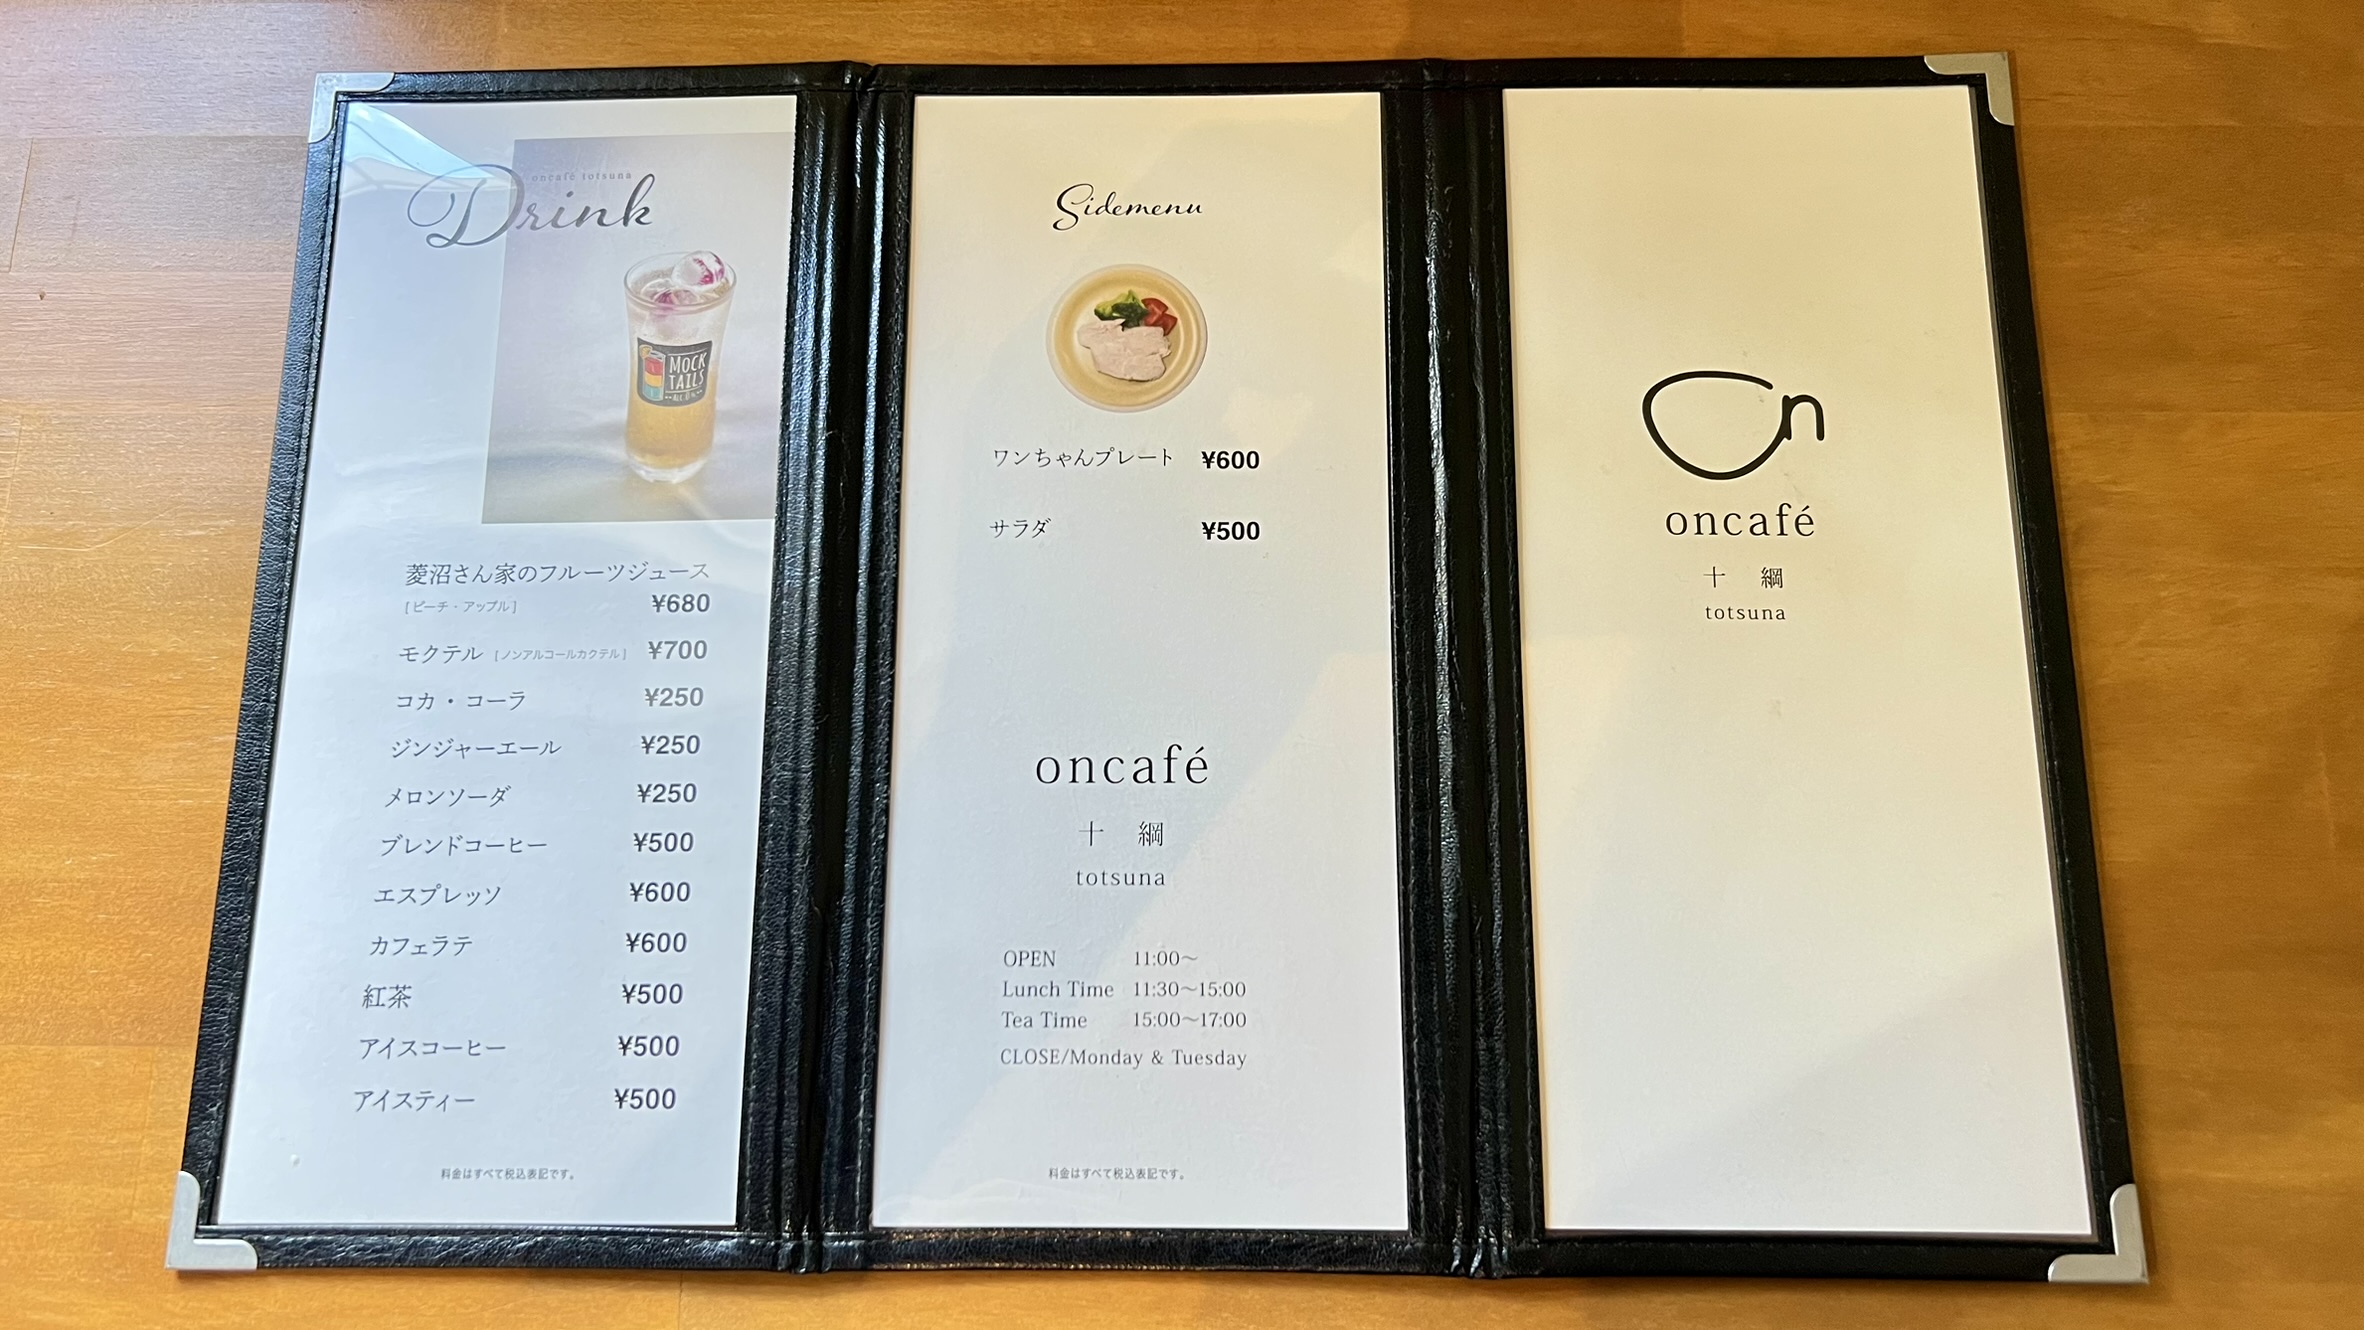 oncafé totsuna
Drink
MOCK
TAILS
菱沼さん家のフルーツジュース
[ピーチ・アップル] ¥680
モクテル [ノンアルコールカクテル] ¥700
コカ・コーラ ¥250
ジンジャーエール ¥250
メロンソーダ ¥250
ブレンドコーヒー ¥500
エスプレッソ ¥600
カフェラテ ¥600
紅茶 ¥500
アイスコーヒー ¥500
アイスティー ¥500
料金はすべて税込表記です。
Sidemenu
ワンちゃんプレート ¥600
サラダ ¥500
oncafé
十綱
totsuna
OPEN 11:00〜
Lunch Time 11:30〜15:00
Tea Time 15:00〜17:00
CLOSE/Monday & Tuesday
料金はすべて税込表記です。
On
oncafé
十綱
totsuna